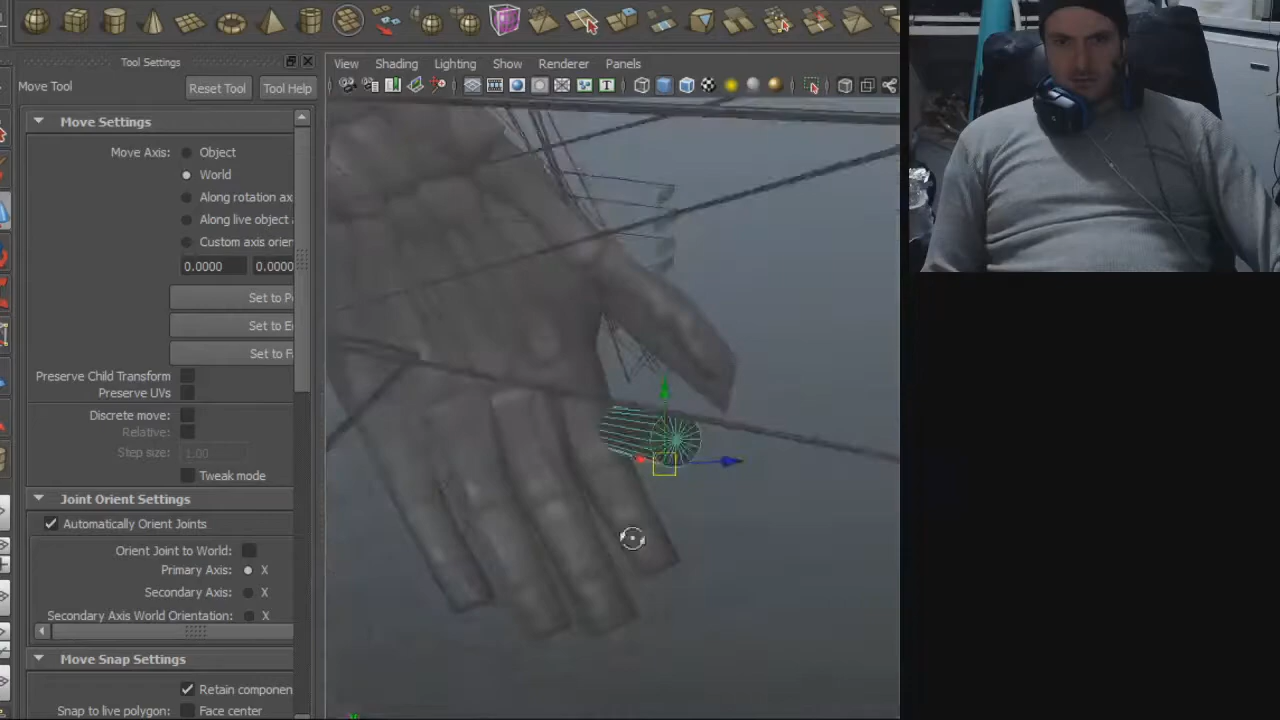 Tool Settings
View Shading Lighting Show Renderer Panels
Move Tool Reset Tool Tool Help
Move Settings
Move Axis: Object
World
Along rotation ax
Along live object
Custom axis orien
0.0000 0.0000
Set to P
Set to E
Set to F
Preserve Child Transform
Preserve UVs
Discrete move:
Relative:
Step size: 1.00
Tweak mode
Joint Orient Settings
Automatically Orient Joints
Orient Joint to World:
Primary Axis: X
Secondary Axis: X
Secondary Axis World Orientation: X
Move Snap Settings
Retain componen
Snap to live polygon: Face center